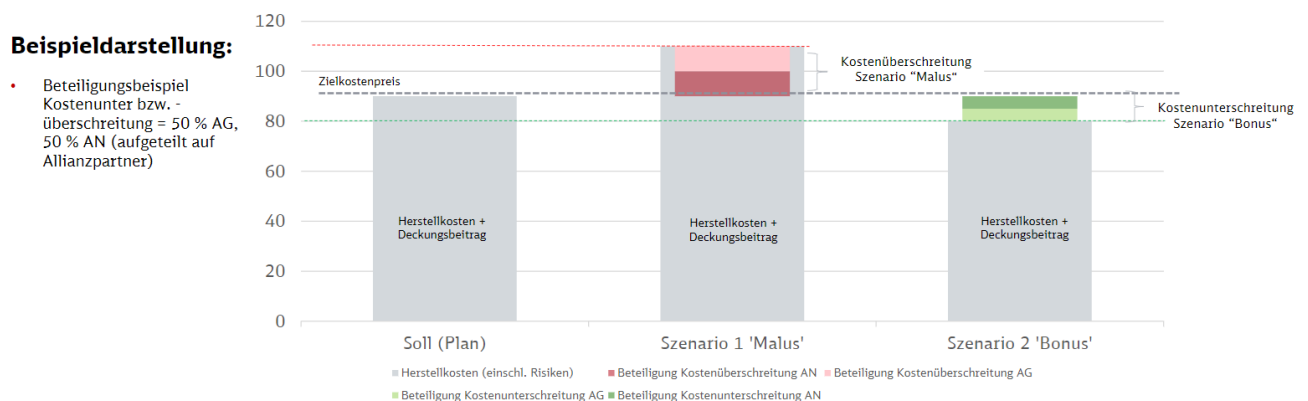 Beispieldarstellung:
• Beteiligungsbeispiel
Kostenunter bzw. -
überschreitung = 50 % AG,
50 % AN (aufgeteilt auf
Allianzpartner)
120
100
80
60
40
20
0
Zielkostenpreis
Kostenüberschreitung
Szenario “Malus“
Kostenunterschreitung
Szenario “Bonus“
Herstellkosten +
Deckungsbeitrag
Herstellkosten +
Deckungsbeitrag
Herstellkosten +
Deckungsbeitrag
Soll (Plan)
Szenario 1 'Malus'
Szenario 2 'Bonus'
Herstellkosten (einschl. Risiken)
Beteiligung Kostenüberschreitung AN
Beteiligung Kostenüberschreitung AG
Beteiligung Kostenunterschreitung AG
Beteiligung Kostenunterschreitung AN